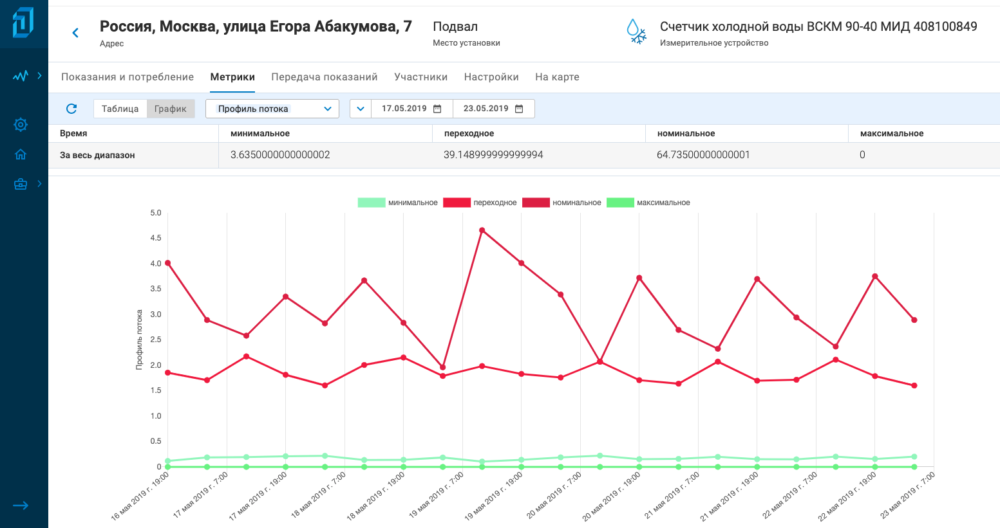 Россия, Москва, улица Егора Абакумова, 7
Адрес
Подвал
Место установки
Счетчик холодной воды ВСКМ 90-40 МИД 408100849
Измерительное устройство
Показания и потребление Метрики Передача показаний Участники Настройки На карте
Таблица График Профиль потока 17.05.2019 23.05.2019
Время минимальное переходное номинальное максимальное
За весь диапазон 3.6350000000000002 39.148999999999994 64.73500000000001 0
минимальное переходное номинальное максимальное
Профиль потока
5.0
4.5
4.0
3.5
3.0
2.5
2.0
1.5
1.0
0.5
0
16 мая 2019 г. 19:00
17 мая 2019 г. 7:00
17 мая 2019 г. 19:00
18 мая 2019 г. 7:00
18 мая 2019 г. 19:00
19 мая 2019 г. 7:00
19 мая 2019 г. 19:00
20 мая 2019 г. 7:00
20 мая 2019 г. 19:00
21 мая 2019 г. 7:00
21 мая 2019 г. 19:00
22 мая 2019 г. 7:00
22 мая 2019 г. 19:00
23 мая 2019 г. 7:00